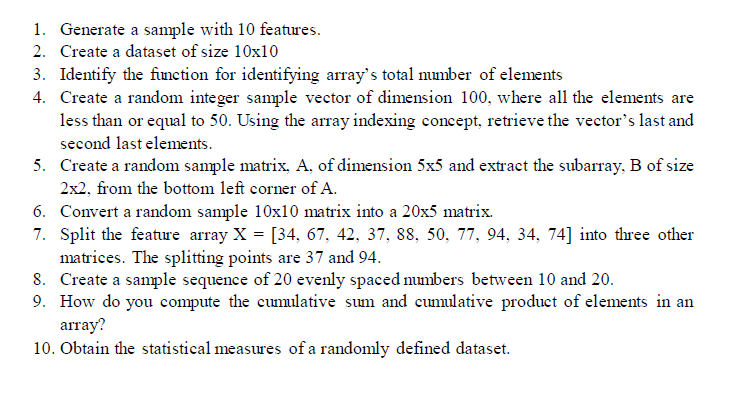 1. Generate a sample with 10 features.
2. Create a dataset of size 10x10
3. Identify the function for identifying array's total number of elements
4. Create a random integer sample vector of dimension 100, where all the elements are
less than or equal to 50. Using the array indexing concept, retrieve the vector's last and
second last elements.
5. Create a random sample matrix, A, of dimension 5x5 and extract the subarray, B of size
2x2, from the bottom left corner of A.
6. Convert a random sample 10x10 matrix into a 20x5 matrix.
7. Split the feature array X = [34, 67, 42, 37, 88, 50, 77, 94, 34, 74] into three other
matrices. The splitting points are 37 and 94.
8. Create a sample sequence of 20 evenly spaced numbers between 10 and 20.
9. How do you compute the cumulative sum and cumulative product of elements in an
array?
10. Obtain the statistical measures of a randomly defined dataset.